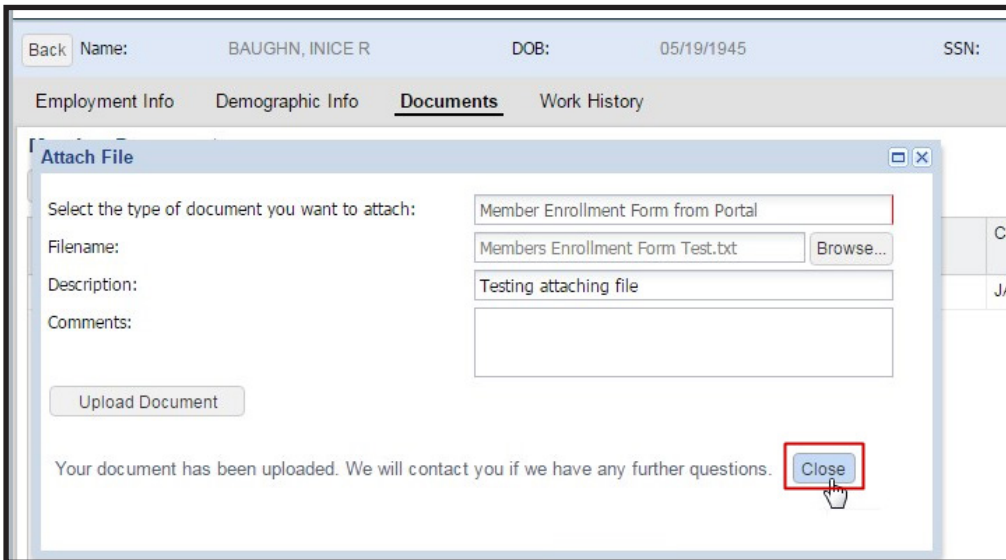 Back Name: BAUGHN, INICE R DOB: 05/19/1945 SSN:
Employment Info Demographic Info Documents Work History
Attach File
Select the type of document you want to attach: Member Enrollment Form from Portal
Filename: Members Enrollment Form Test.txt Browse...
Description: Testing attaching file
Comments:
Upload Document
Your document has been uploaded. We will contact you if we have any further questions. Close